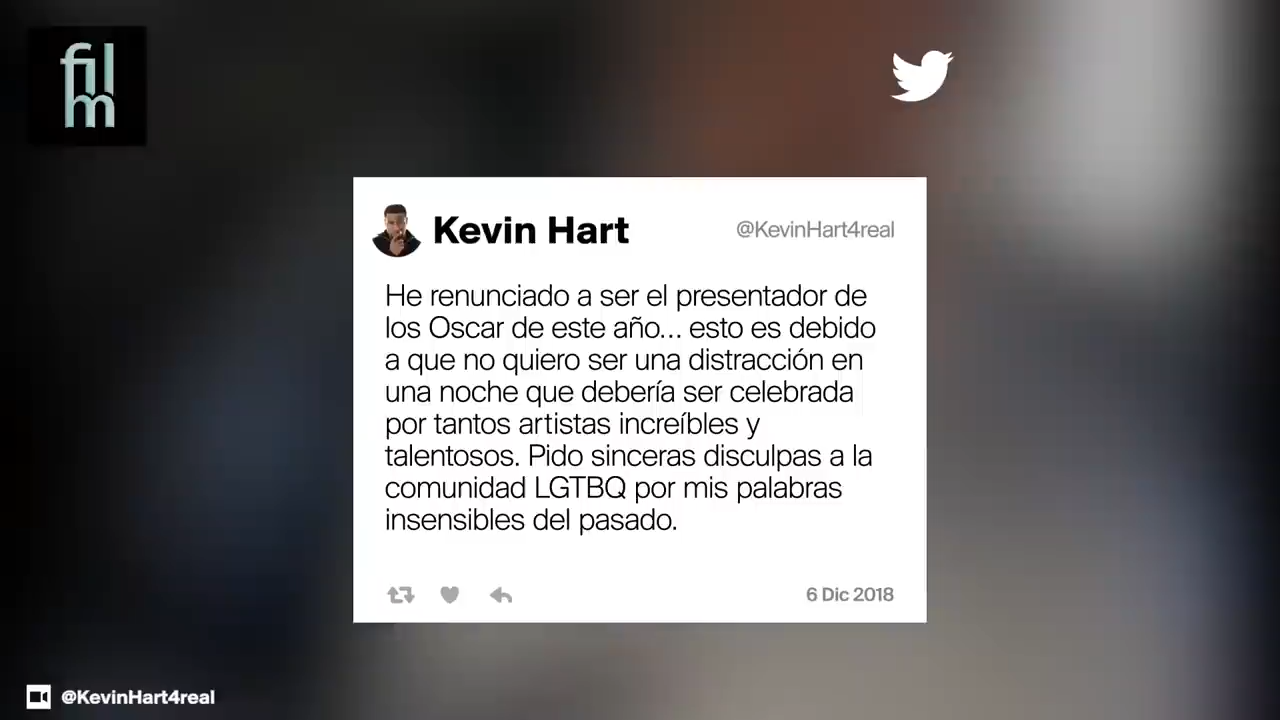 film
Kevin Hart
@KevinHart4real
He renunciado a ser el presentador de
los Oscar de este año... esto es debido
a que no quiero ser una distracción en
una noche que debería ser celebrada
por tantos artistas increíbles y
talentosos. Pido sinceras disculpas a la
comunidad LGTBQ por mis palabras
insensibles del pasado.
6 Dic 2018
@KevinHart4real